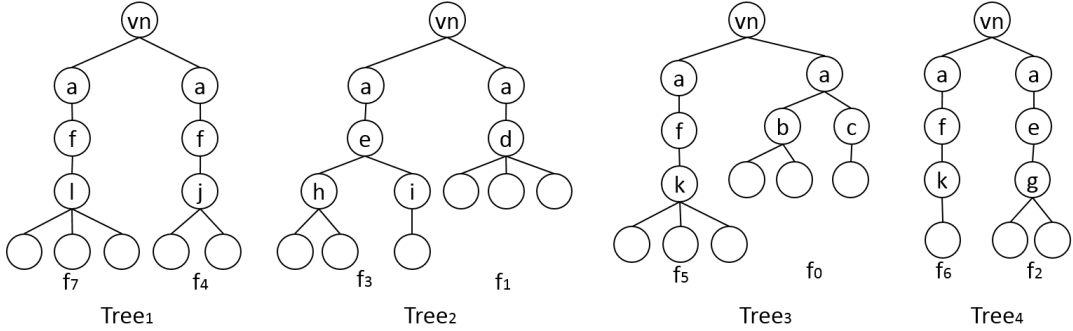 vn vn vn vn
a a a a a a a a
f f e d f b c f e
l j h i k k g
f7 f4 f3 f1 f5 f0 f6 f2
Tree1 Tree2 Tree3 Tree4